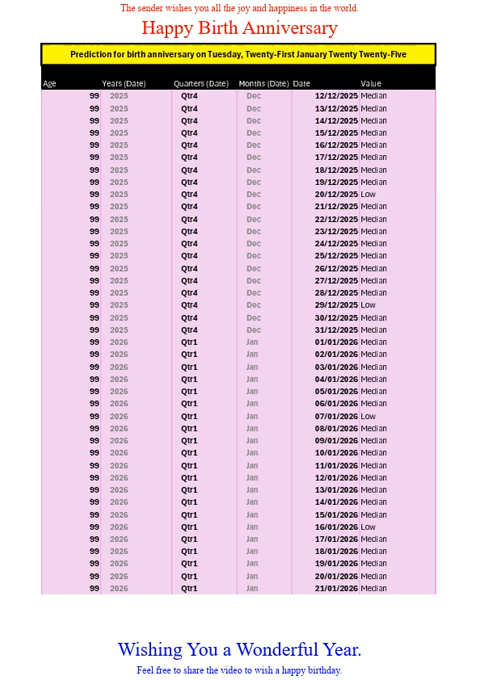 The sender wishes you all the joy and happiness in the world.
Happy Birth Anniversary
Prediction for birth anniversary on Tuesday, Twenty-First January Twenty Twenty-Five
Age Years (Date) Quarters (Date) Months (Date) Date Value
99 2025 Qtr4 Dec 12/12/2025 Median
99 2025 Qtr4 Dec 13/12/2025 Median
99 2025 Qtr4 Dec 14/12/2025 Median
99 2025 Qtr4 Dec 15/12/2025 Median
99 2025 Qtr4 Dec 16/12/2025 Median
99 2025 Qtr4 Dec 17/12/2025 Median
99 2025 Qtr4 Dec 18/12/2025 Median
99 2025 Qtr4 Dec 19/12/2025 Median
99 2025 Qtr4 Dec 20/12/2025 Low
99 2025 Qtr4 Dec 21/12/2025 Median
99 2025 Qtr4 Dec 22/12/2025 Median
99 2025 Qtr4 Dec 23/12/2025 Median
99 2025 Qtr4 Dec 24/12/2025 Median
99 2025 Qtr4 Dec 25/12/2025 Median
99 2025 Qtr4 Dec 26/12/2025 Median
99 2025 Qtr4 Dec 27/12/2025 Median
99 2025 Qtr4 Dec 28/12/2025 Median
99 2025 Qtr4 Dec 29/12/2025 Low
99 2025 Qtr4 Dec 30/12/2025 Median
99 2025 Qtr4 Dec 31/12/2025 Median
99 2026 Qtr1 Jan 01/01/2026 Median
99 2026 Qtr1 Jan 02/01/2026 Median
99 2026 Qtr1 Jan 03/01/2026 Median
99 2026 Qtr1 Jan 04/01/2026 Median
99 2026 Qtr1 Jan 05/01/2026 Median
99 2026 Qtr1 Jan 06/01/2026 Median
99 2026 Qtr1 Jan 07/01/2026 Low
99 2026 Qtr1 Jan 08/01/2026 Median
99 2026 Qtr1 Jan 09/01/2026 Median
99 2026 Qtr1 Jan 10/01/2026 Median
99 2026 Qtr1 Jan 11/01/2026 Median
99 2026 Qtr1 Jan 12/01/2026 Median
99 2026 Qtr1 Jan 13/01/2026 Median
99 2026 Qtr1 Jan 14/01/2026 Median
99 2026 Qtr1 Jan 15/01/2026 Median
99 2026 Qtr1 Jan 16/01/2026 Low
99 2026 Qtr1 Jan 17/01/2026 Median
99 2026 Qtr1 Jan 18/01/2026 Median
99 2026 Qtr1 Jan 19/01/2026 Median
99 2026 Qtr1 Jan 20/01/2026 Median
99 2026 Qtr1 Jan 21/01/2026 Median
Wishing You a Wonderful Year.
Feel free to share the video to wish a happy birthday.